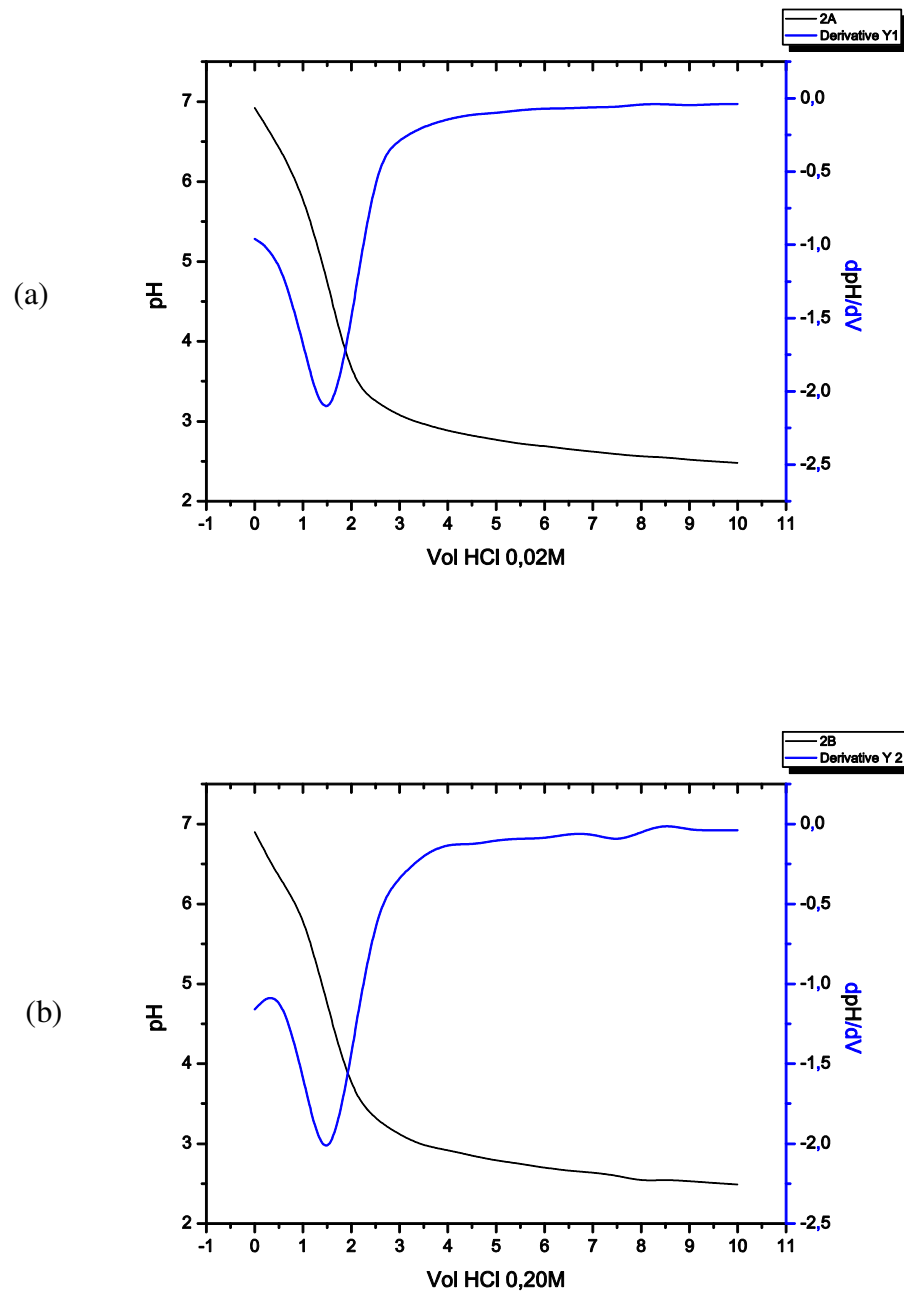 2A
Derivative Y1
7
6
5
4
3
2
0,0
-0,5
-1,0
-1,5
-2,0
-2,5
(a)
pH
dpH/dV
-1 0 1 2 3 4 5 6 7 8 9 10 11
Vol HCl 0,02M
2B
Derivative Y 2
7
6
5
4
3
2
0,0
-0,5
-1,0
-1,5
-2,0
-2,5
(b)
pH
dpH/dV
-1 0 1 2 3 4 5 6 7 8 9 10 11
Vol HCl 0,20M